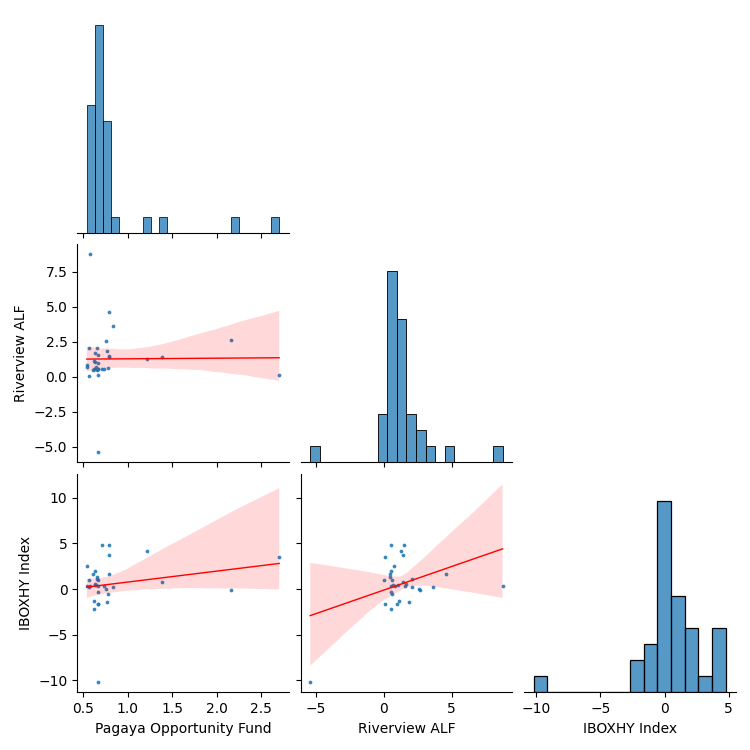 7.5
5.0
2.5
0.0
−2.5
−5.0
Riverview ALF
10
5
0
−5
−10
IBOXHY Index
0.5 1.0 1.5 2.0 2.5
−5 0 5
−10 −5 0 5
Pagaya Opportunity Fund
Riverview ALF
IBOXHY Index